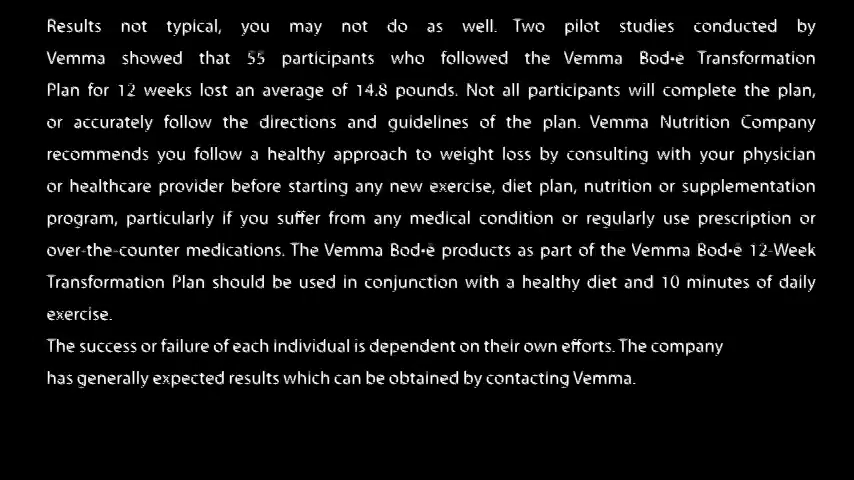 Results not typical, you may not do as well. Two pilot studies conducted by
Vemma showed that 55 participants who followed the Vemma Bod•ē Transformation
Plan for 12 weeks lost an average of 14.8 pounds. Not all participants will complete the plan,
or accurately follow the directions and guidelines of the plan. Vemma Nutrition Company
recommends you follow a healthy approach to weight loss by consulting with your physician
or healthcare provider before starting any new exercise, diet plan, nutrition or supplementation
program, particularly if you suffer from any medical condition or regularly use prescription or
over-the-counter medications. The Vemma Bod•ē products as part of the Vemma Bod•ē 12-Week
Transformation Plan should be used in conjunction with a healthy diet and 10 minutes of daily
exercise.
The success or failure of each individual is dependent on their own efforts. The company
has generally expected results which can be obtained by contacting Vemma.